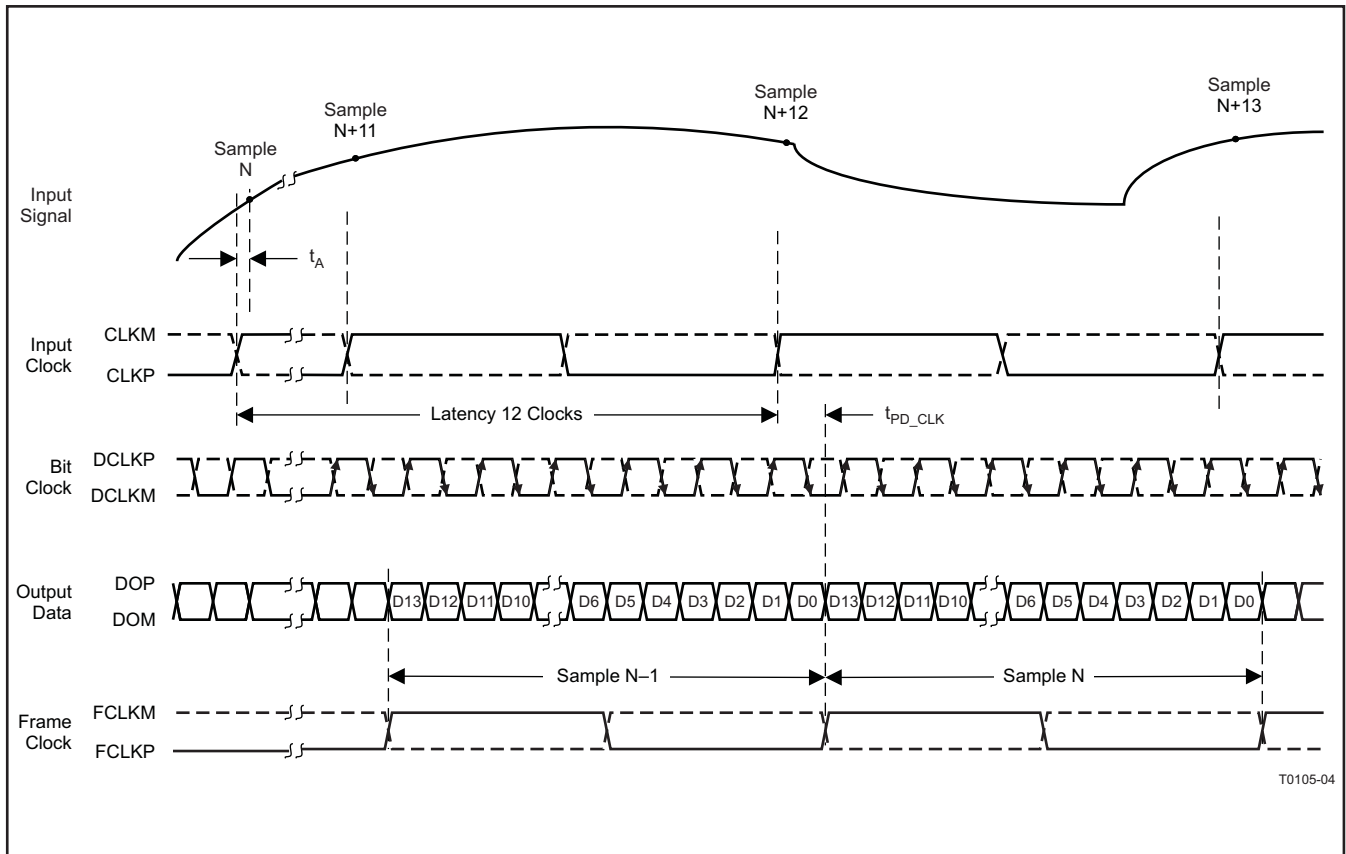 Sample
N
Sample
N+11
Sample
N+12
Sample
N+13
Input
Signal
tA
Input
Clock
CLKM
CLKP
Latency 12 Clocks
tPD_CLK
Bit
Clock
DCLKP
DCLKM
Output
Data
DOP
DOM
D13 D12 D11 D10 D6 D5 D4 D3 D2 D1 D0 D13 D12 D11 D10 D6 D5 D4 D3 D2 D1 D0
Sample N–1
Sample N
Frame
Clock
FCLKM
FCLKP
T0105-04